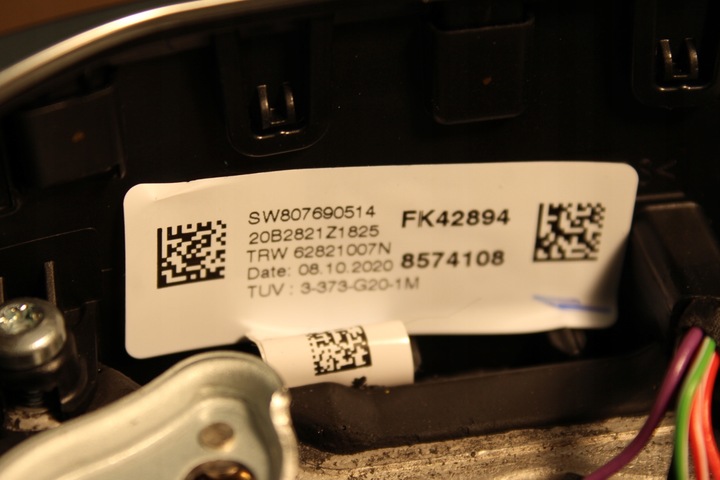 SW807690514
20B2821Z1825
TRW 62821007N
Date: 08.10.2020
TUV : 3-373-G20-1M
FK42894
8574108